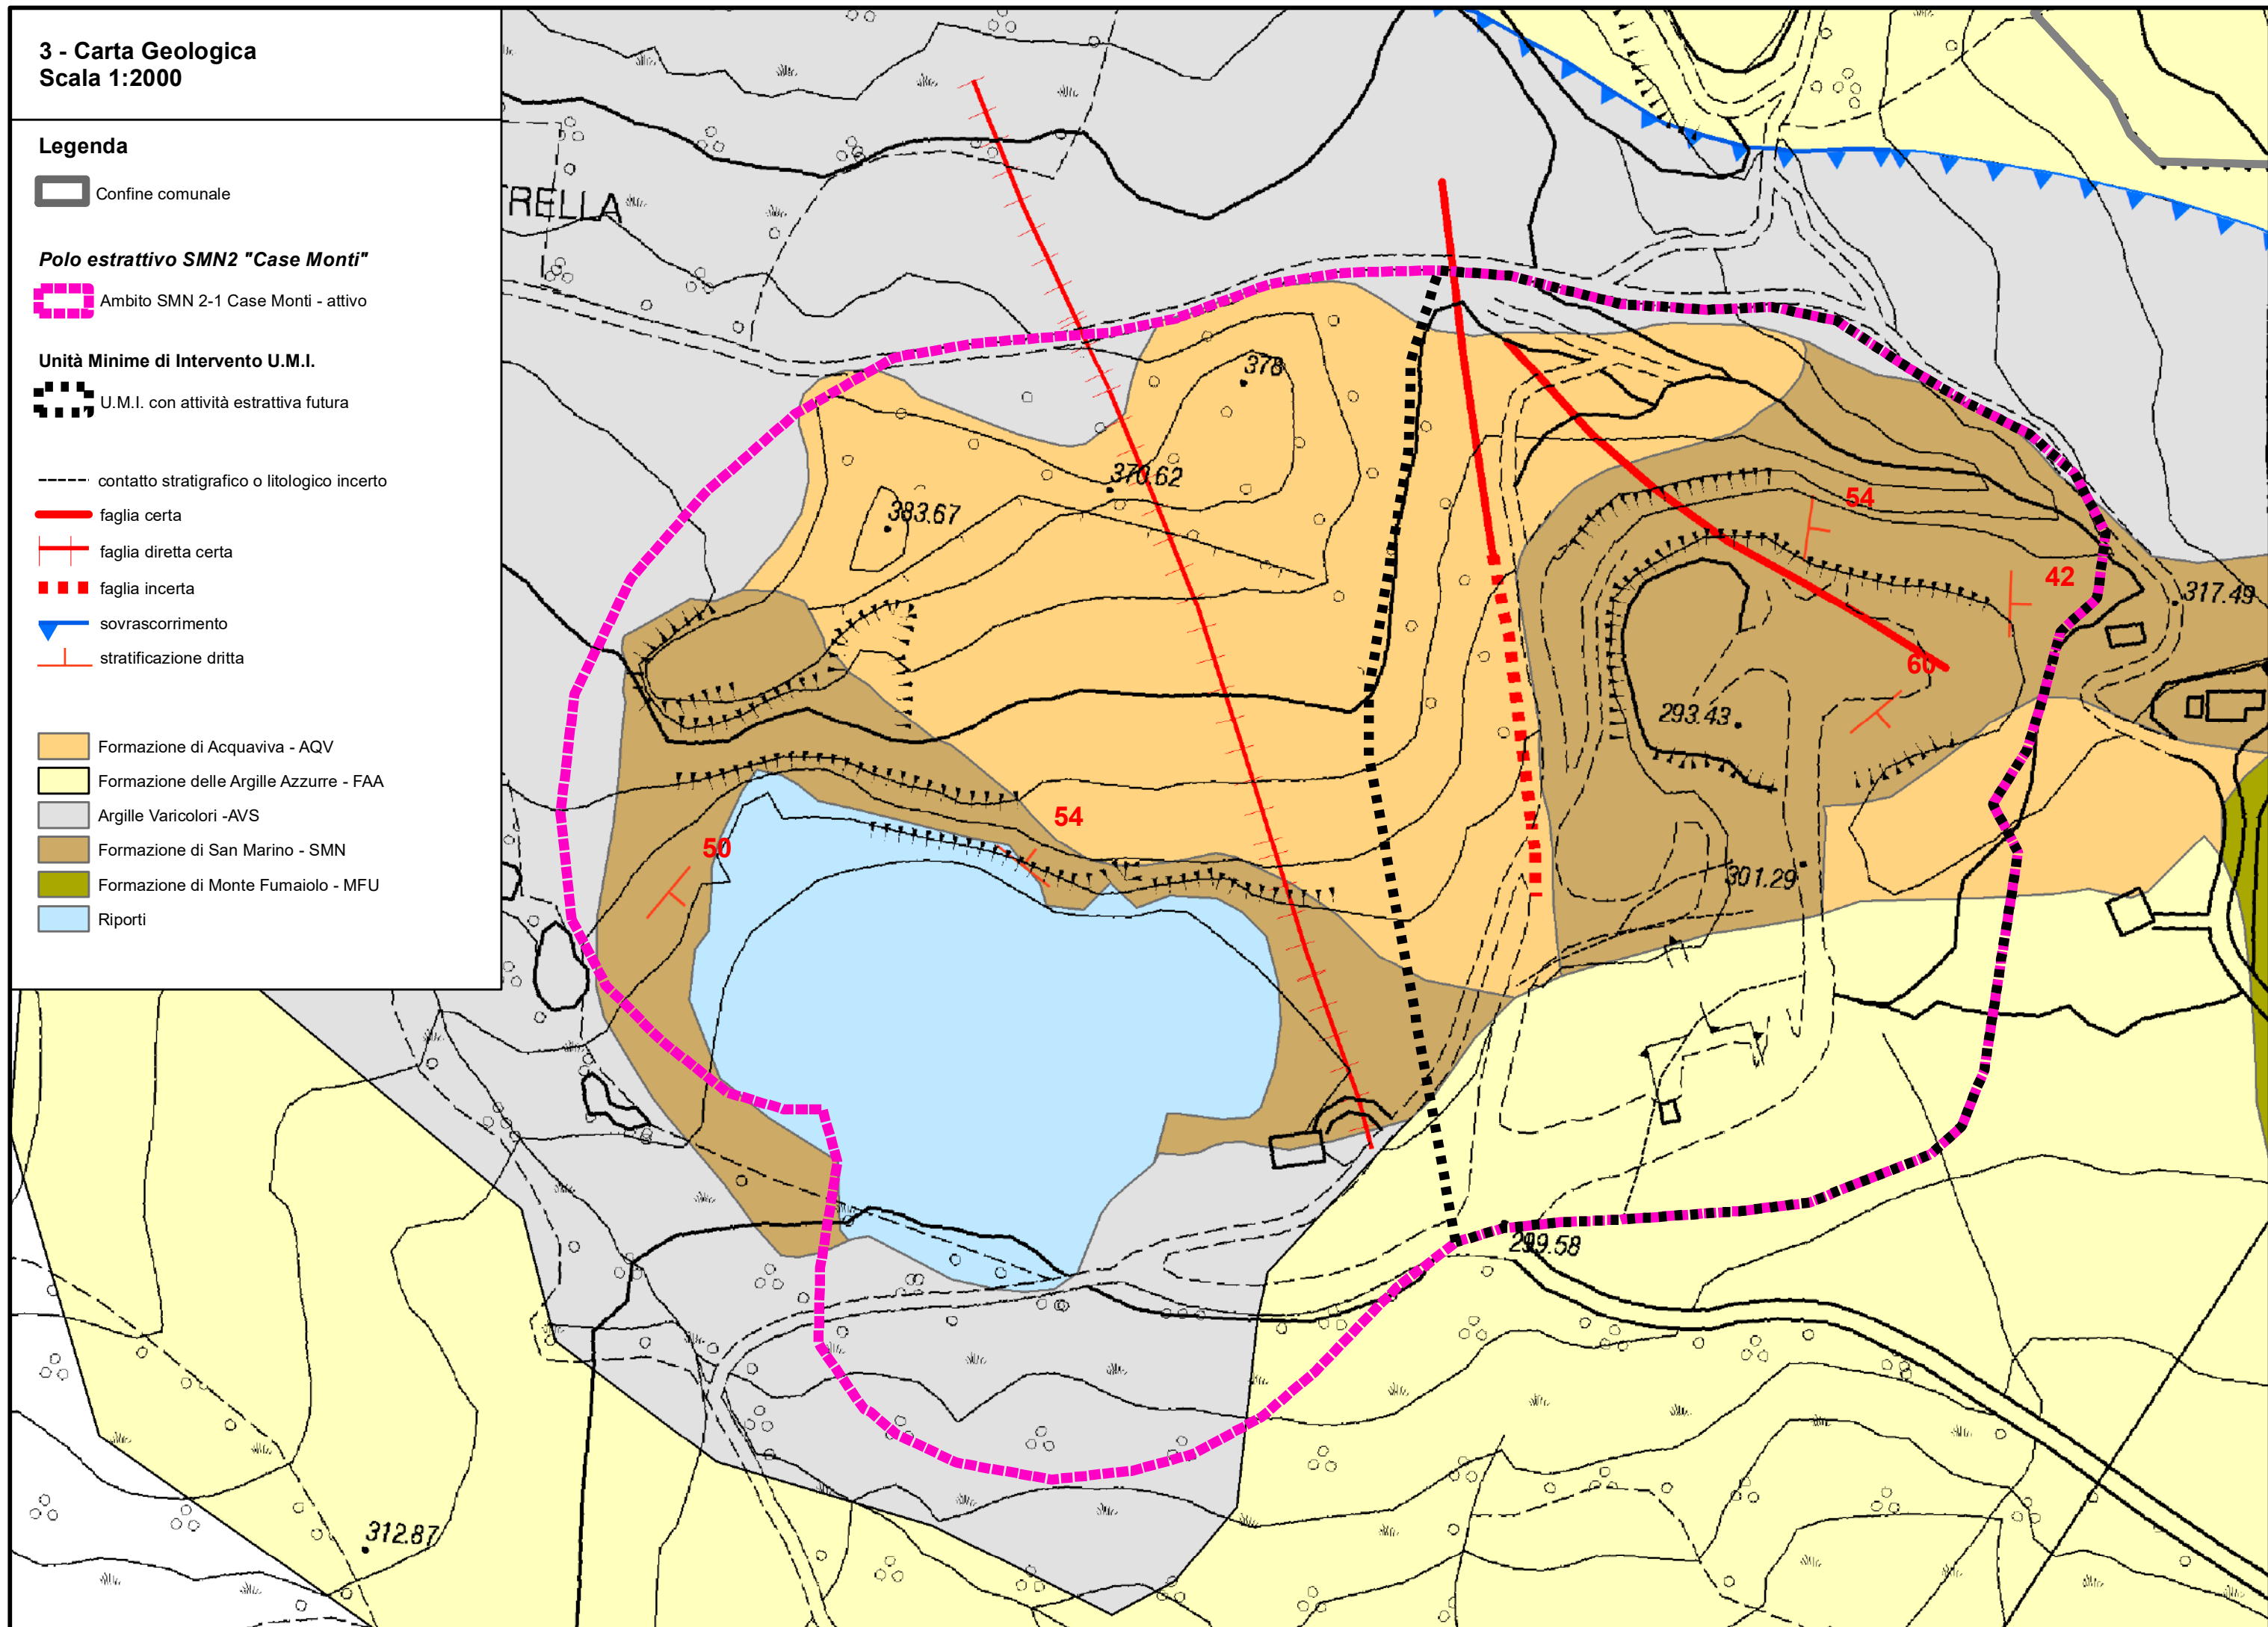 3 - Carta Geologica
Scala 1:2000
Legenda
Confine comunale
Polo estrattivo SMN2 "Case Monti"
Ambito SMN 2-1 Case Monti - attivo
Unità Minime di Intervento U.M.I.
U.M.I. con attività estrattiva futura
contatto stratigrafico o litologico incerto
faglia certa
faglia diretta certa
faglia incerta
sovrascorrimento
stratificazione dritta
Formazione di Acquaviva - AQV
Formazione delle Argille Azzurre - FAA
Argille Varicolori -AVS
Formazione di San Marino - SMN
Formazione di Monte Fumaiolo - MFU
Riporti
RELLA
378
370.62
383.67
54
42
317.49
60
293.43
54
50
301.29
299.58
312.87